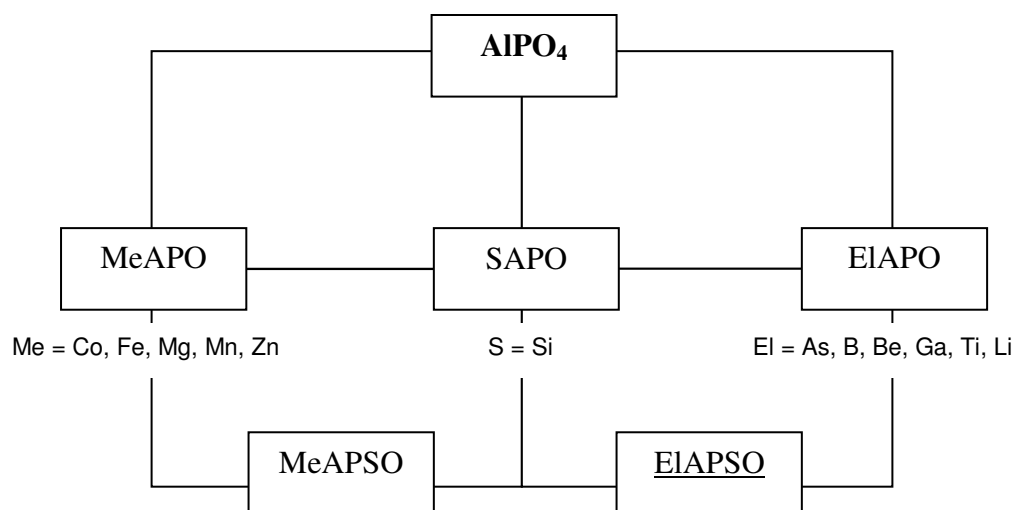 AlPO₄
MeAPO
SAPO
ElAPO
Me = Co, Fe, Mg, Mn, Zn
S = Si
El = As, B, Be, Ga, Ti, Li
MeAPSO
ElAPSO